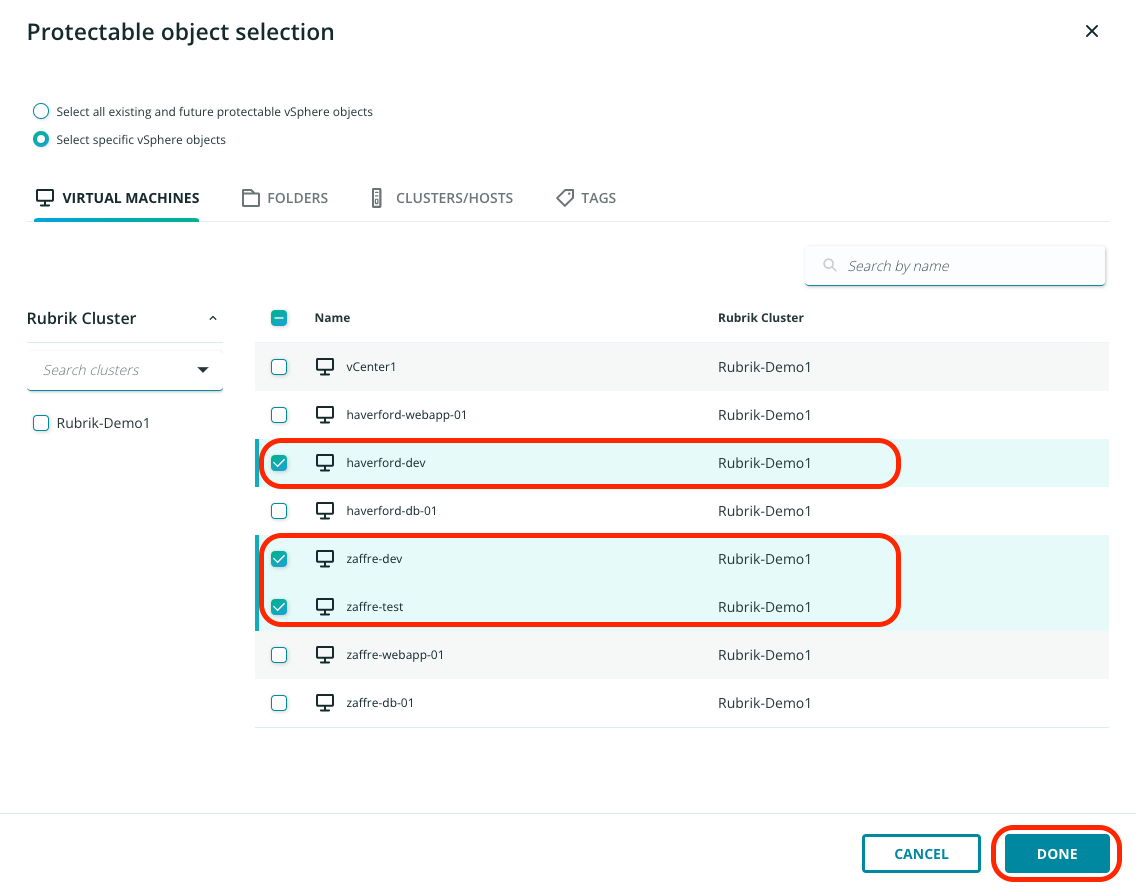 Protectable object selection
Select all existing and future protectable vSphere objects
Select specific vSphere objects
VIRTUAL MACHINES FOLDERS CLUSTERS/HOSTS TAGS
Search by name
Rubrik Cluster
Search clusters
Rubrik-Demo1
Name Rubrik Cluster
vCenter1 Rubrik-Demo1
haverford-webapp-01 Rubrik-Demo1
haverford-dev Rubrik-Demo1
haverford-db-01 Rubrik-Demo1
zaffre-dev Rubrik-Demo1
zaffre-test Rubrik-Demo1
zaffre-webapp-01 Rubrik-Demo1
zaffre-db-01 Rubrik-Demo1
CANCEL DONE